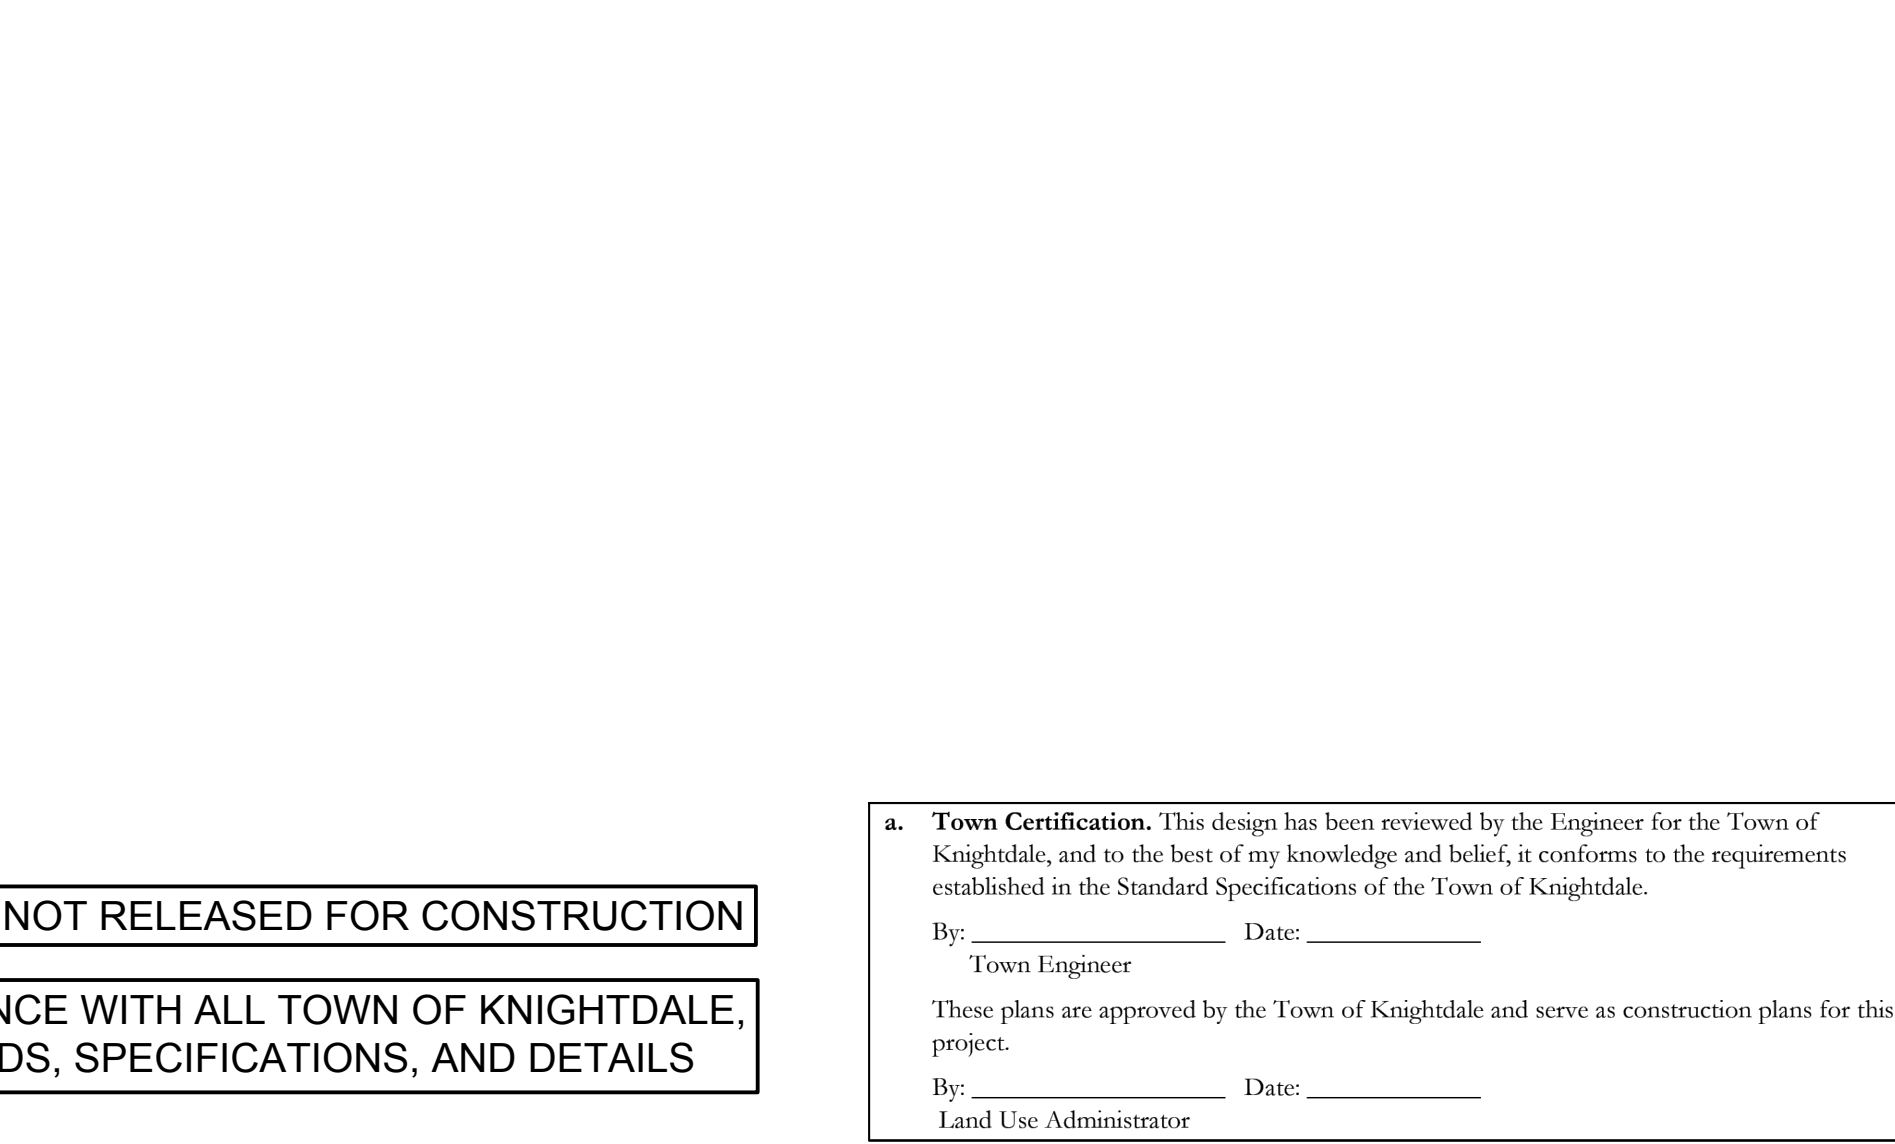 NOT RELEASED FOR CONSTRUCTION
WITH ALL TOWN OF KNIGHTDALE,
SPECIFICATIONS, AND DETAILS
a. Town Certification. This design has been reviewed by the Engineer for the Town of
Knightdale, and to the best of my knowledge and belief, it conforms to the requirements
established in the Standard Specifications of the Town of Knightdale.
By: ____________________ Date: ______________
Town Engineer
These plans are approved by the Town of Knightdale and serve as construction plans for this
project.
By: ____________________ Date: ______________
Land Use Administrator